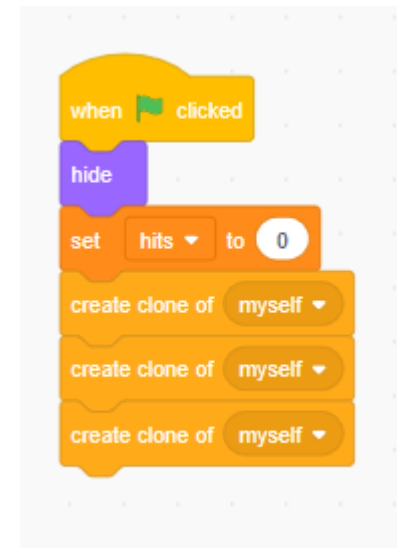 when clicked
hide
set hits to 0
create clone of myself
create clone of myself
create clone of myself